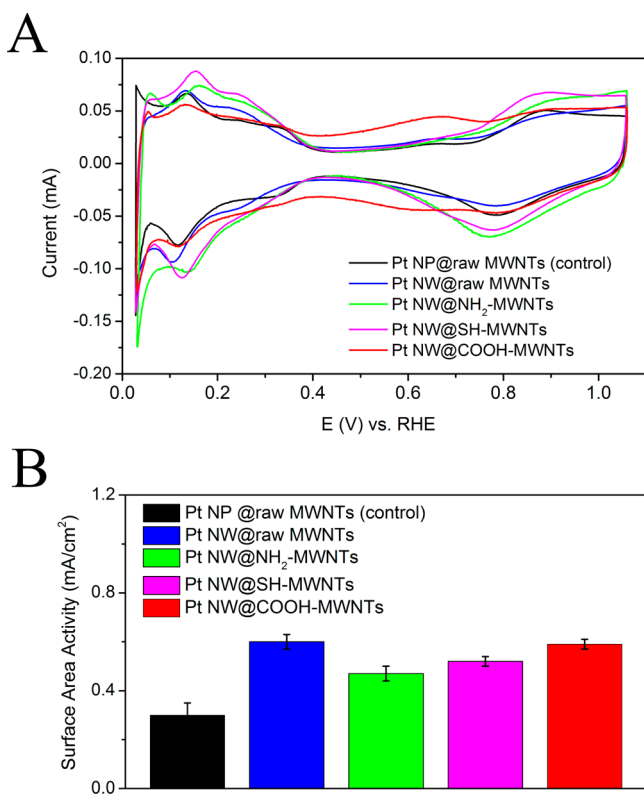 A
0.10
0.05
0.00
-0.05
-0.10
-0.15
-0.20
Current (mA)
Pt NP@raw MWNTs (control)
Pt NW@raw MWNTs
Pt NW@NH₂-MWNTs
Pt NW@SH-MWNTs
Pt NW@COOH-MWNTs
0.0 0.2 0.4 0.6 0.8 1.0
E (V) vs. RHE
B
1.2
0.8
0.4
0.0
Surface Area Activity (mA/cm²)
Pt NP @raw MWNTs (control)
Pt NW@raw MWNTs
Pt NW@NH₂-MWNTs
Pt NW@SH-MWNTs
Pt NW@COOH-MWNTs